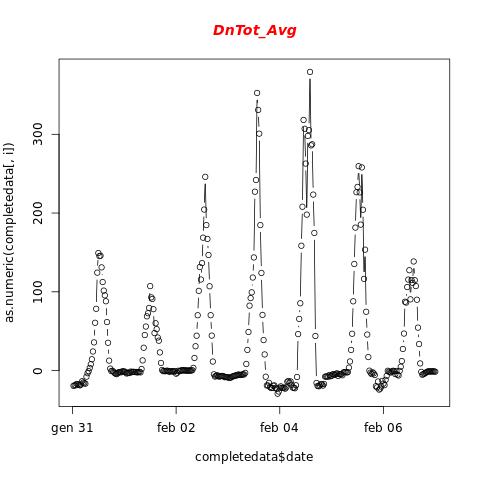 DnTot_Avg
as.numeric(completedata[, i])
300
200
100
0
gen 31
feb 02
feb 04
feb 06
completedata$date